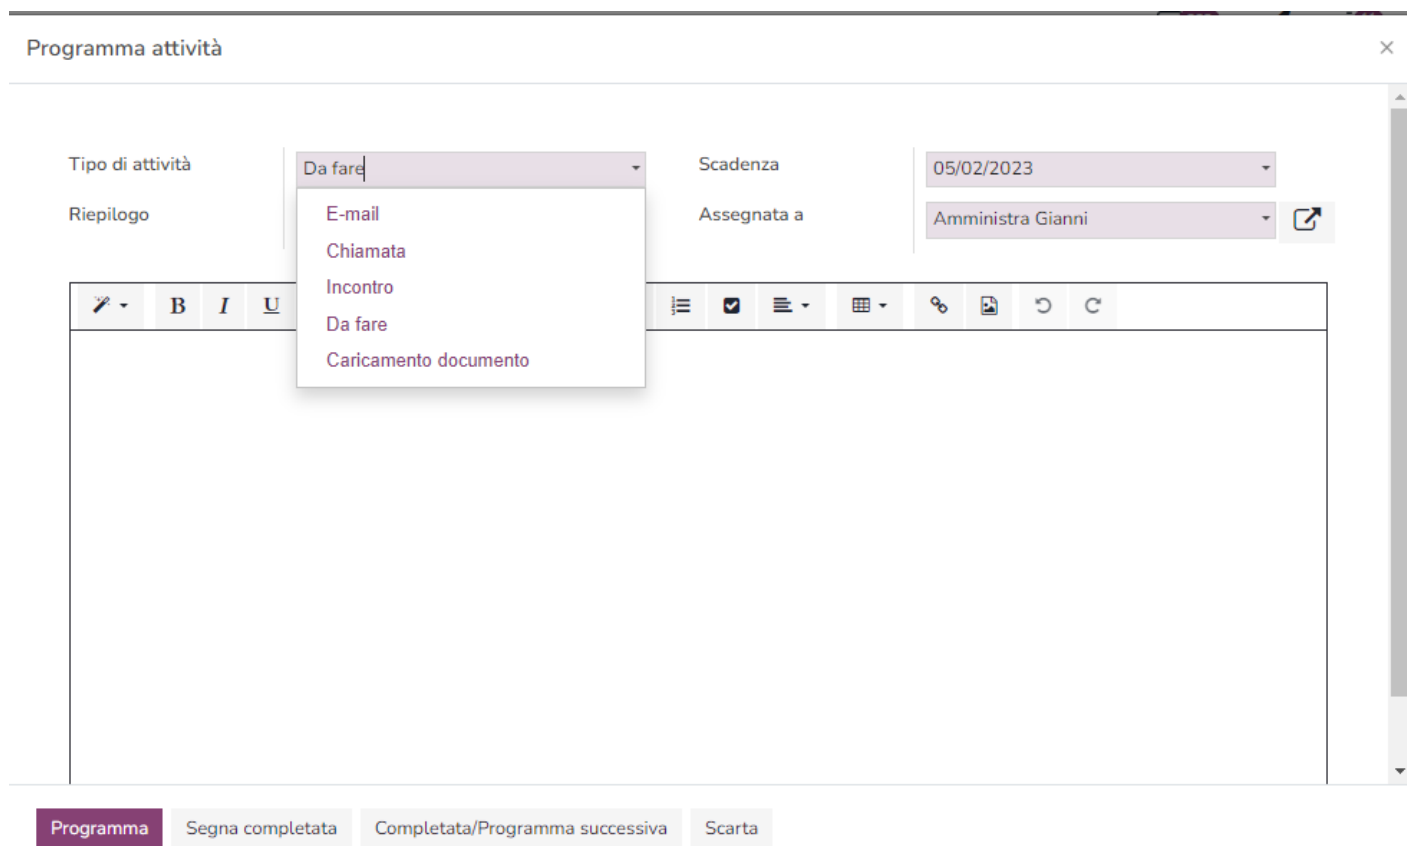 Programma attività
Tipo di attività
Da fare
Scadenza
05/02/2023
Riepilogo
Assegnata a
Amministra Gianni
E-mail
Chiamata
Incontro
Da fare
Caricamento documento
B I U
Programma
Segna completata
Completata/Programma successiva
Scarta